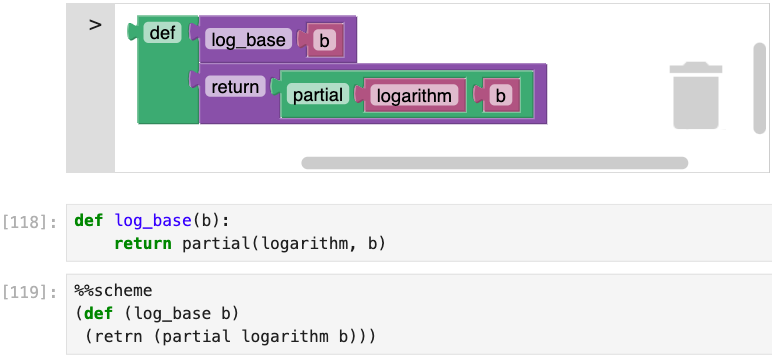 >
def log_base b
return partial logarithm b
[118]: def log_base(b):
return partial(logarithm, b)
[119]: %%scheme
(def (log_base b)
(retrn (partial logarithm b)))